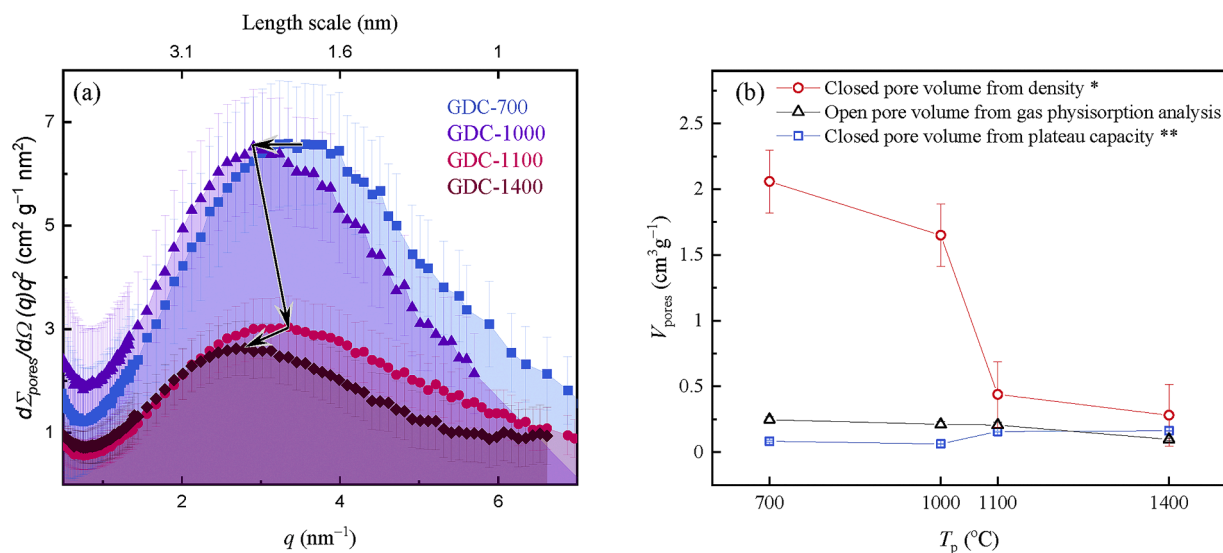 Length scale (nm)
3.1 1.6 1
(a)
GDC-700
GDC-1000
GDC-1100
GDC-1400
7
5
3
1
dΣpores/dΩ (q)q² (cm² g⁻¹ nm²)
2 4 6
q (nm⁻¹)
(b)
Closed pore volume from density *
Open pore volume from gas physisorption analysis
Closed pore volume from plateau capacity **
2.5
2
1.5
1
0.5
0
Vpores (cm³g⁻¹)
700 1000 1100 1400
Tp (°C)